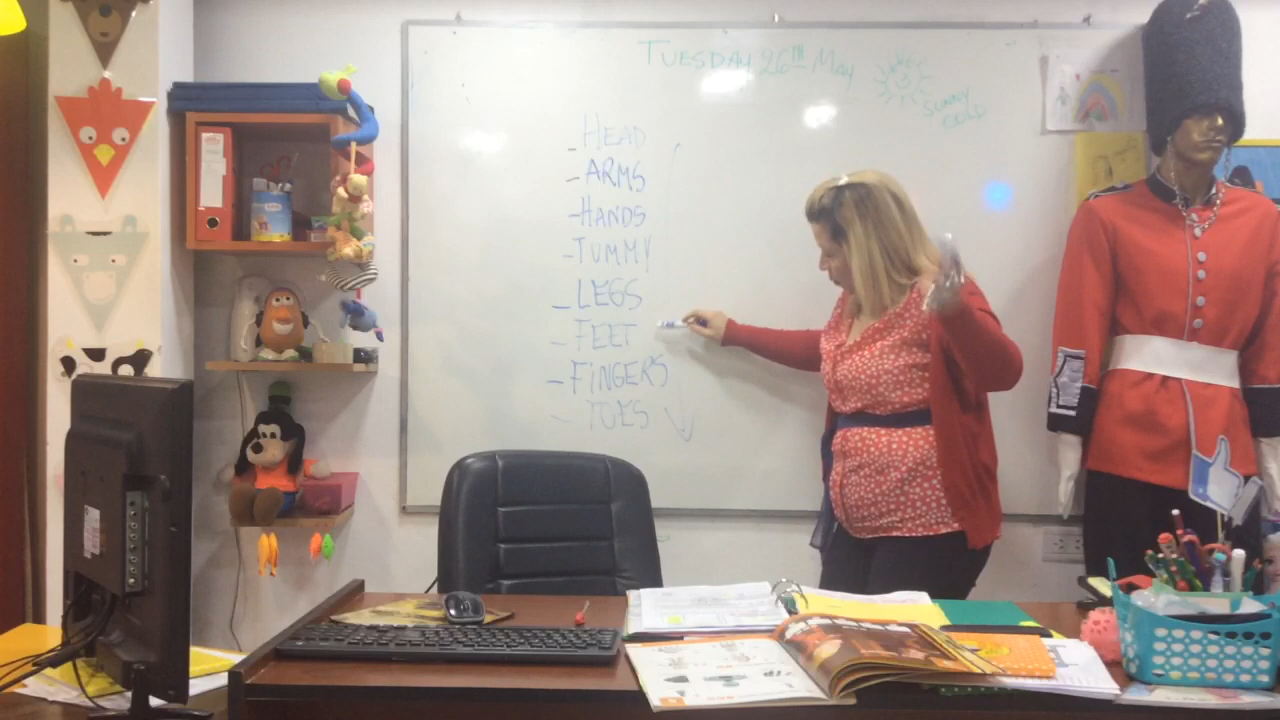 TUESDAY 26TH May
SUNNY
COLD
- HEAD
- ARMS
- HANDS
- TUMMY
- LEGS
- FEET
- FiNGERS
- TOES